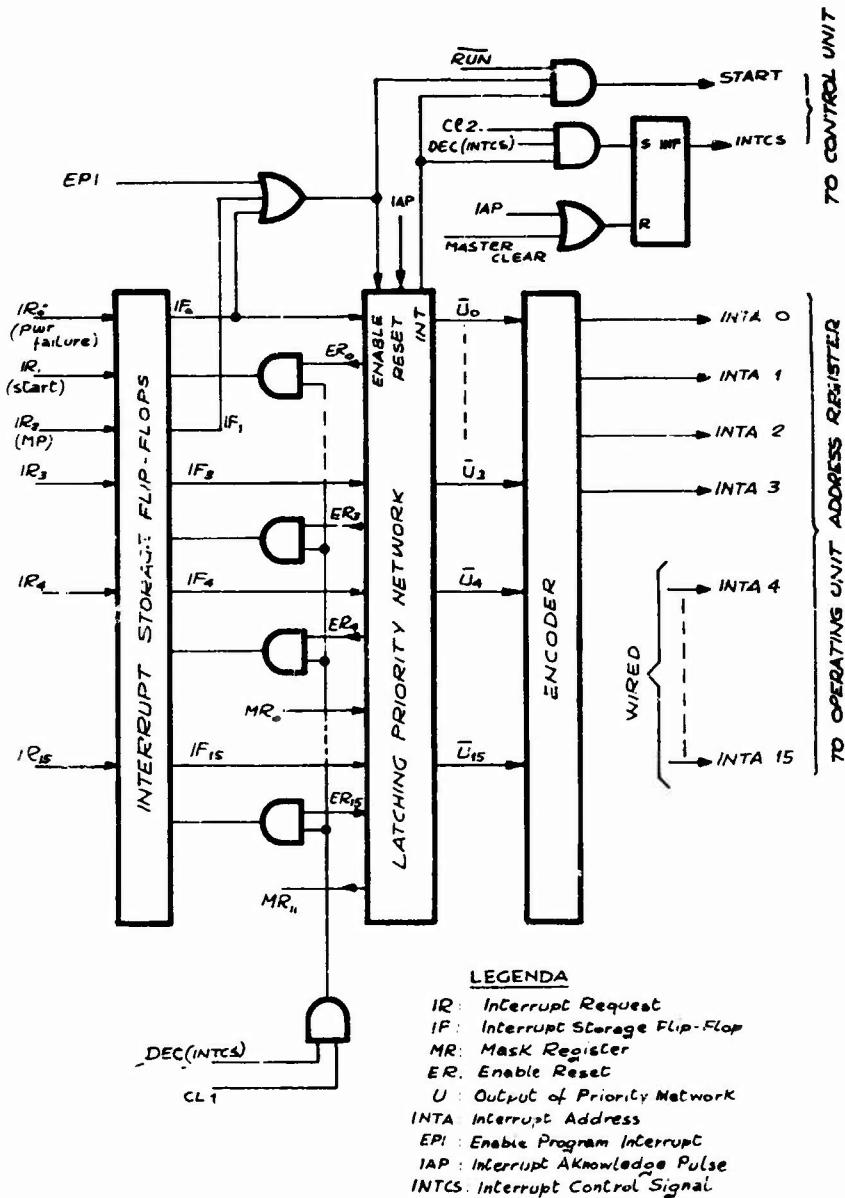 RUN
START
CL2
DEC(INTCS)
S INF
INTCS
TO CONTROL UNIT
EPI
IAP
IAP
R
MASTER CLEAR
IR0
(Pwr failure)
IF0
ENABLE
RESET
INT
U̅0
INTA 0
IR1
(start)
ER0
INTA 1
IR2
(MP)
IF1
INTA 2
IR3
IF3
U̅3
INTA 3
ER3
IR4
IF4
U̅4
INTA 4
ER4
WIRED
MR0
IR15
IF15
U̅15
INTA 15
ER15
MR11
INTERRUPT STORAGE FLIP-FLOPS
LATCHING PRIORITY NETWORK
ENCODER
TO OPERATING UNIT ADDRESS REGISTER
DEC(INTCS)
CL1
LEGENDA
IR: Interrupt Request
IF: Interrupt Storage Flip-Flop
MR: Mask Register
ER. Enable Reset
U: Output of Priority Network
INTA: Interrupt Address
EPI: Enable Program Interrupt
IAP: Interrupt AKnowledge Pulse
INTCS: Interrupt Control Signal